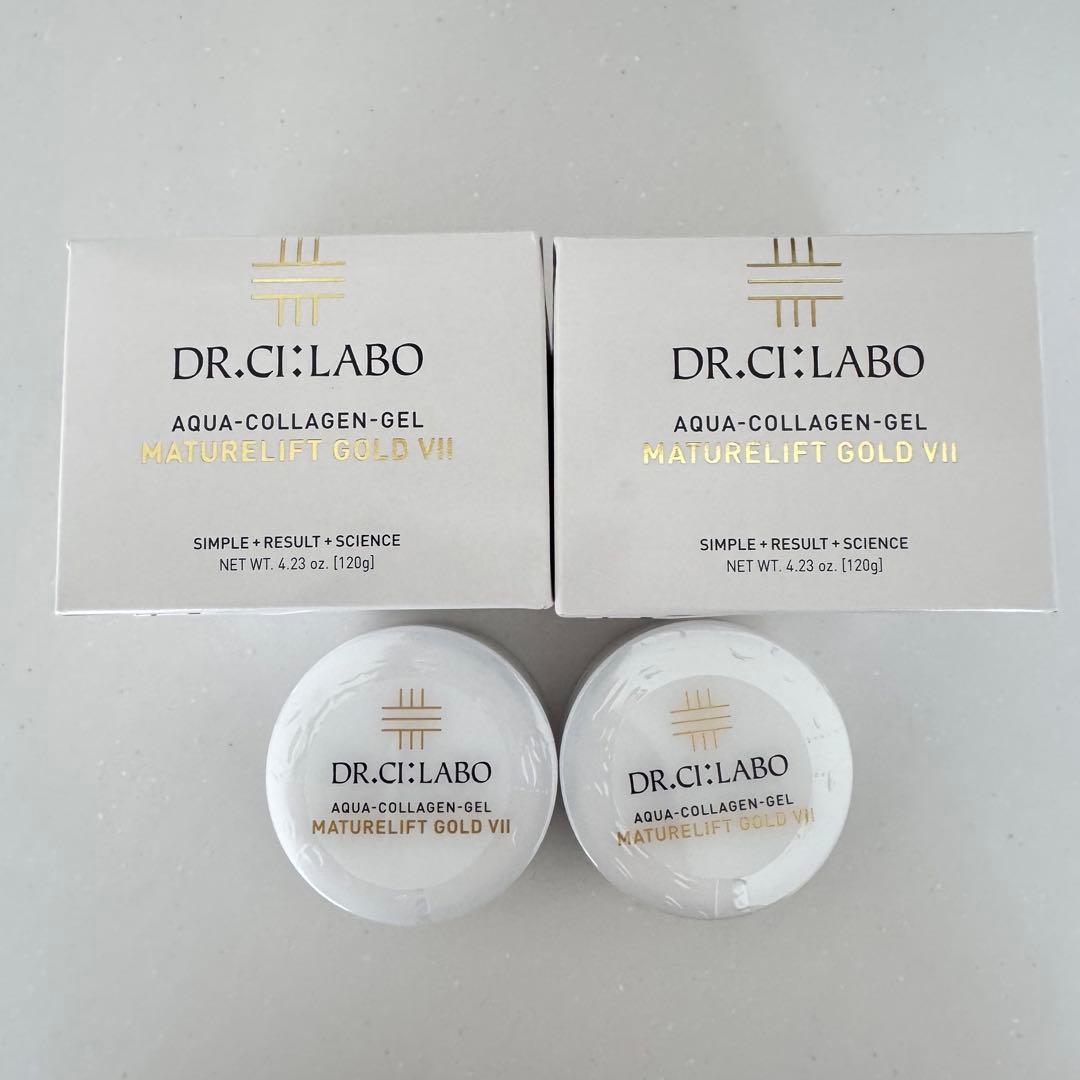 DR.CI:LABO
AQUA-COLLAGEN-GEL
MATURELIFT GOLD VII
SIMPLE+RESULT+SCIENCE
NET WT. 4.23 oz. [120g]
DR.CI:LABO
AQUA-COLLAGEN-GEL
MATURELIFT GOLD VII
SIMPLE+RESULT+SCIENCE
NET WT. 4.23 oz. [120g]
DR.CI:LABO
AQUA-COLLAGEN-GEL
MATURELIFT GOLD VII
DR.CI:LABO
AQUA-COLLAGEN-GEL
MATURELIFT GOLD VII